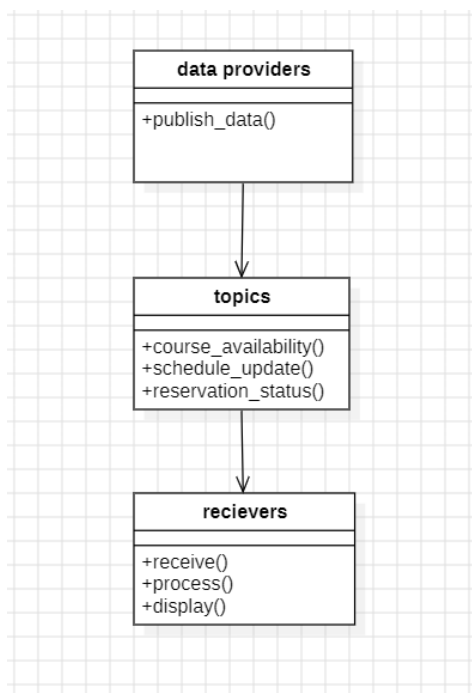 data providers
+publish_data()
topics
+course_availability()
+schedule_update()
+reservation_status()
recievers
+receive()
+process()
+display()